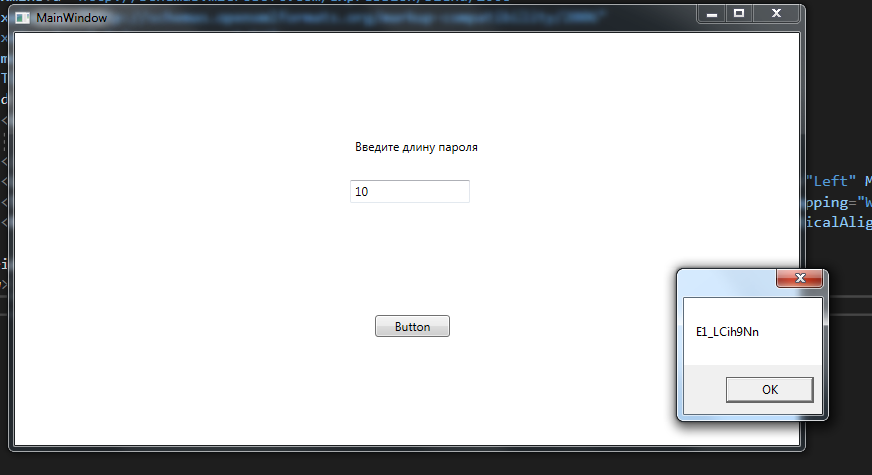 MainWindow
Введите длину пароля
10
Button
E1_LCih9Nn
OK
"Left" M
pping="W
icalAlig